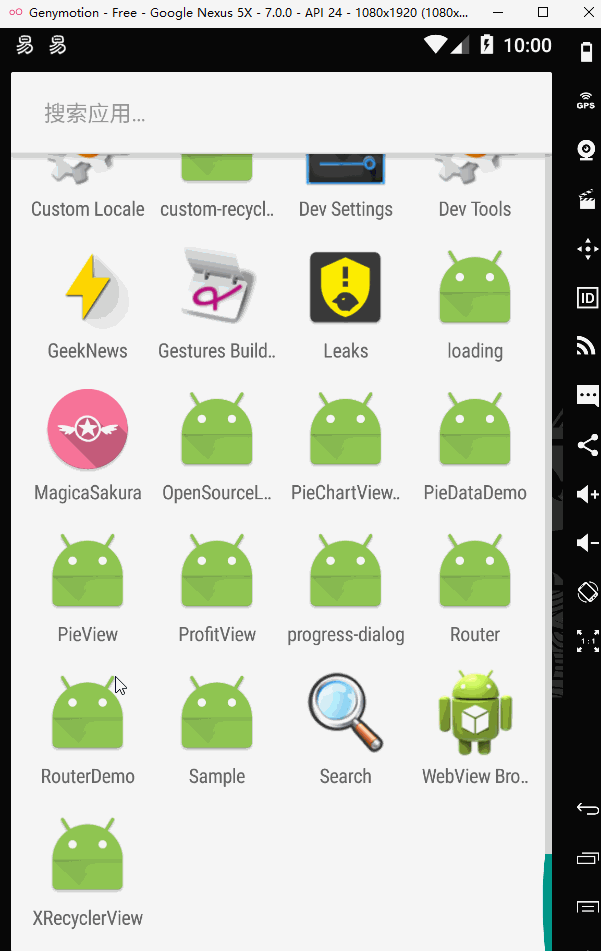 Genymotion - Free - Google Nexus 5X - 7.0.0 - API 24 - 1080x1920 (1080x...
易 易 10:00
搜索应用...
GPS
Custom Locale custom-recycl.. Dev Settings Dev Tools
GeekNews Gestures Build.. Leaks loading
ID
MagicaSakura OpenSourceL.. PieChartView.. PieDataDemo
PieView ProfitView progress-dialog Router
1:1
RouterDemo Sample Search WebView Bro..
XRecyclerView